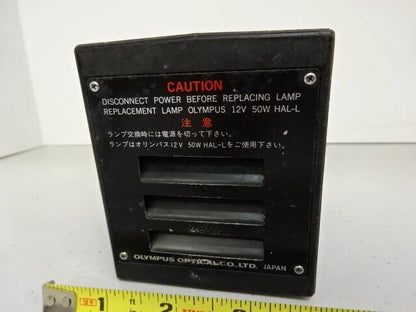 CAUTION
DISCONNECT POWER BEFORE REPLACING LAMP
REPLACEMENT LAMP OLYMPUS 12V 50W HAL-L
注 意
ランプ交換時には電源を切って下さい。
ランプはオリンパス12V 50W HAL-Lをご使用下さい。
OLYMPUS OPTICAL CO., LTD. JAPAN
1 2 3